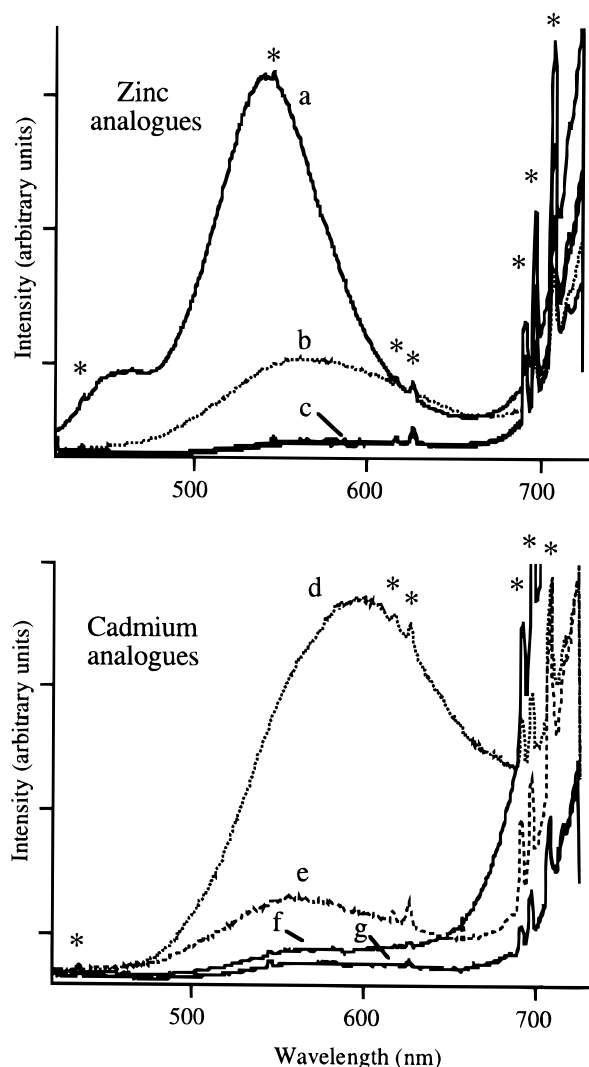 *
*
Zinc
analogues
a
*
*
*
b
*
*
*
c
Intensity (arbitrary units)
500
600
700
*
*
d
*
*
*
*
Cadmium
analogues
e
f
g
*
Intensity (arbitrary units)
500
600
700
Wavelength (nm)